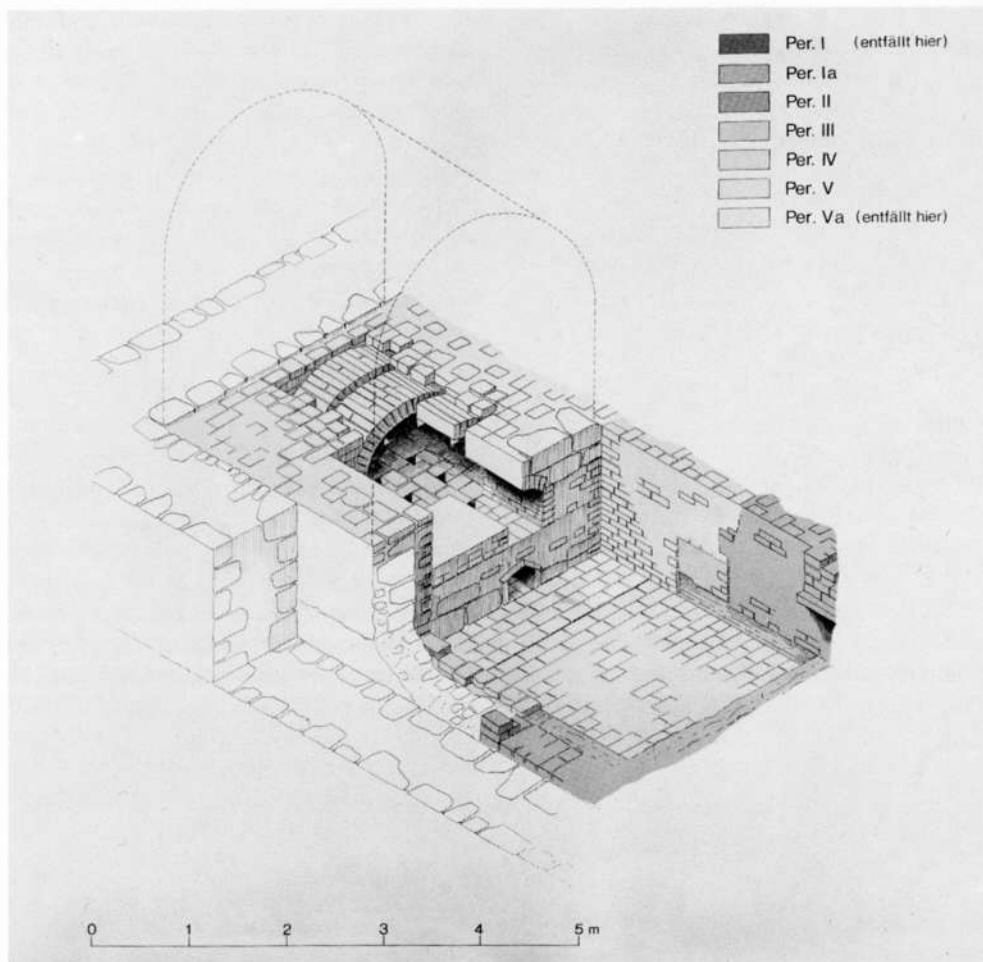 Per. I (entfällt hier)
Per. Ia
Per. II
Per. III
Per. IV
Per. V
Per. Va (entfällt hier)
0 1 2 3 4 5 m